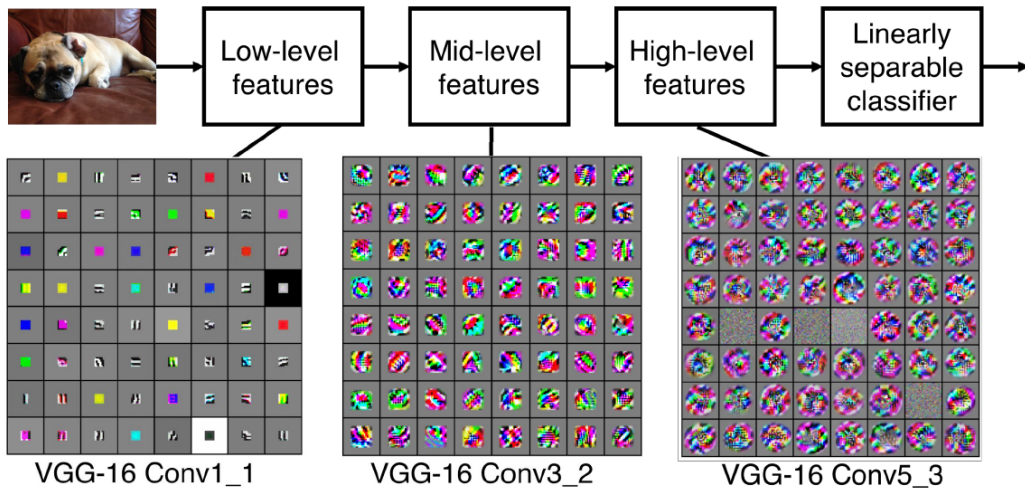 Low-level
features
Mid-level
features
High-level
features
Linearly
separable
classifier
VGG-16 Conv1_1
VGG-16 Conv3_2
VGG-16 Conv5_3